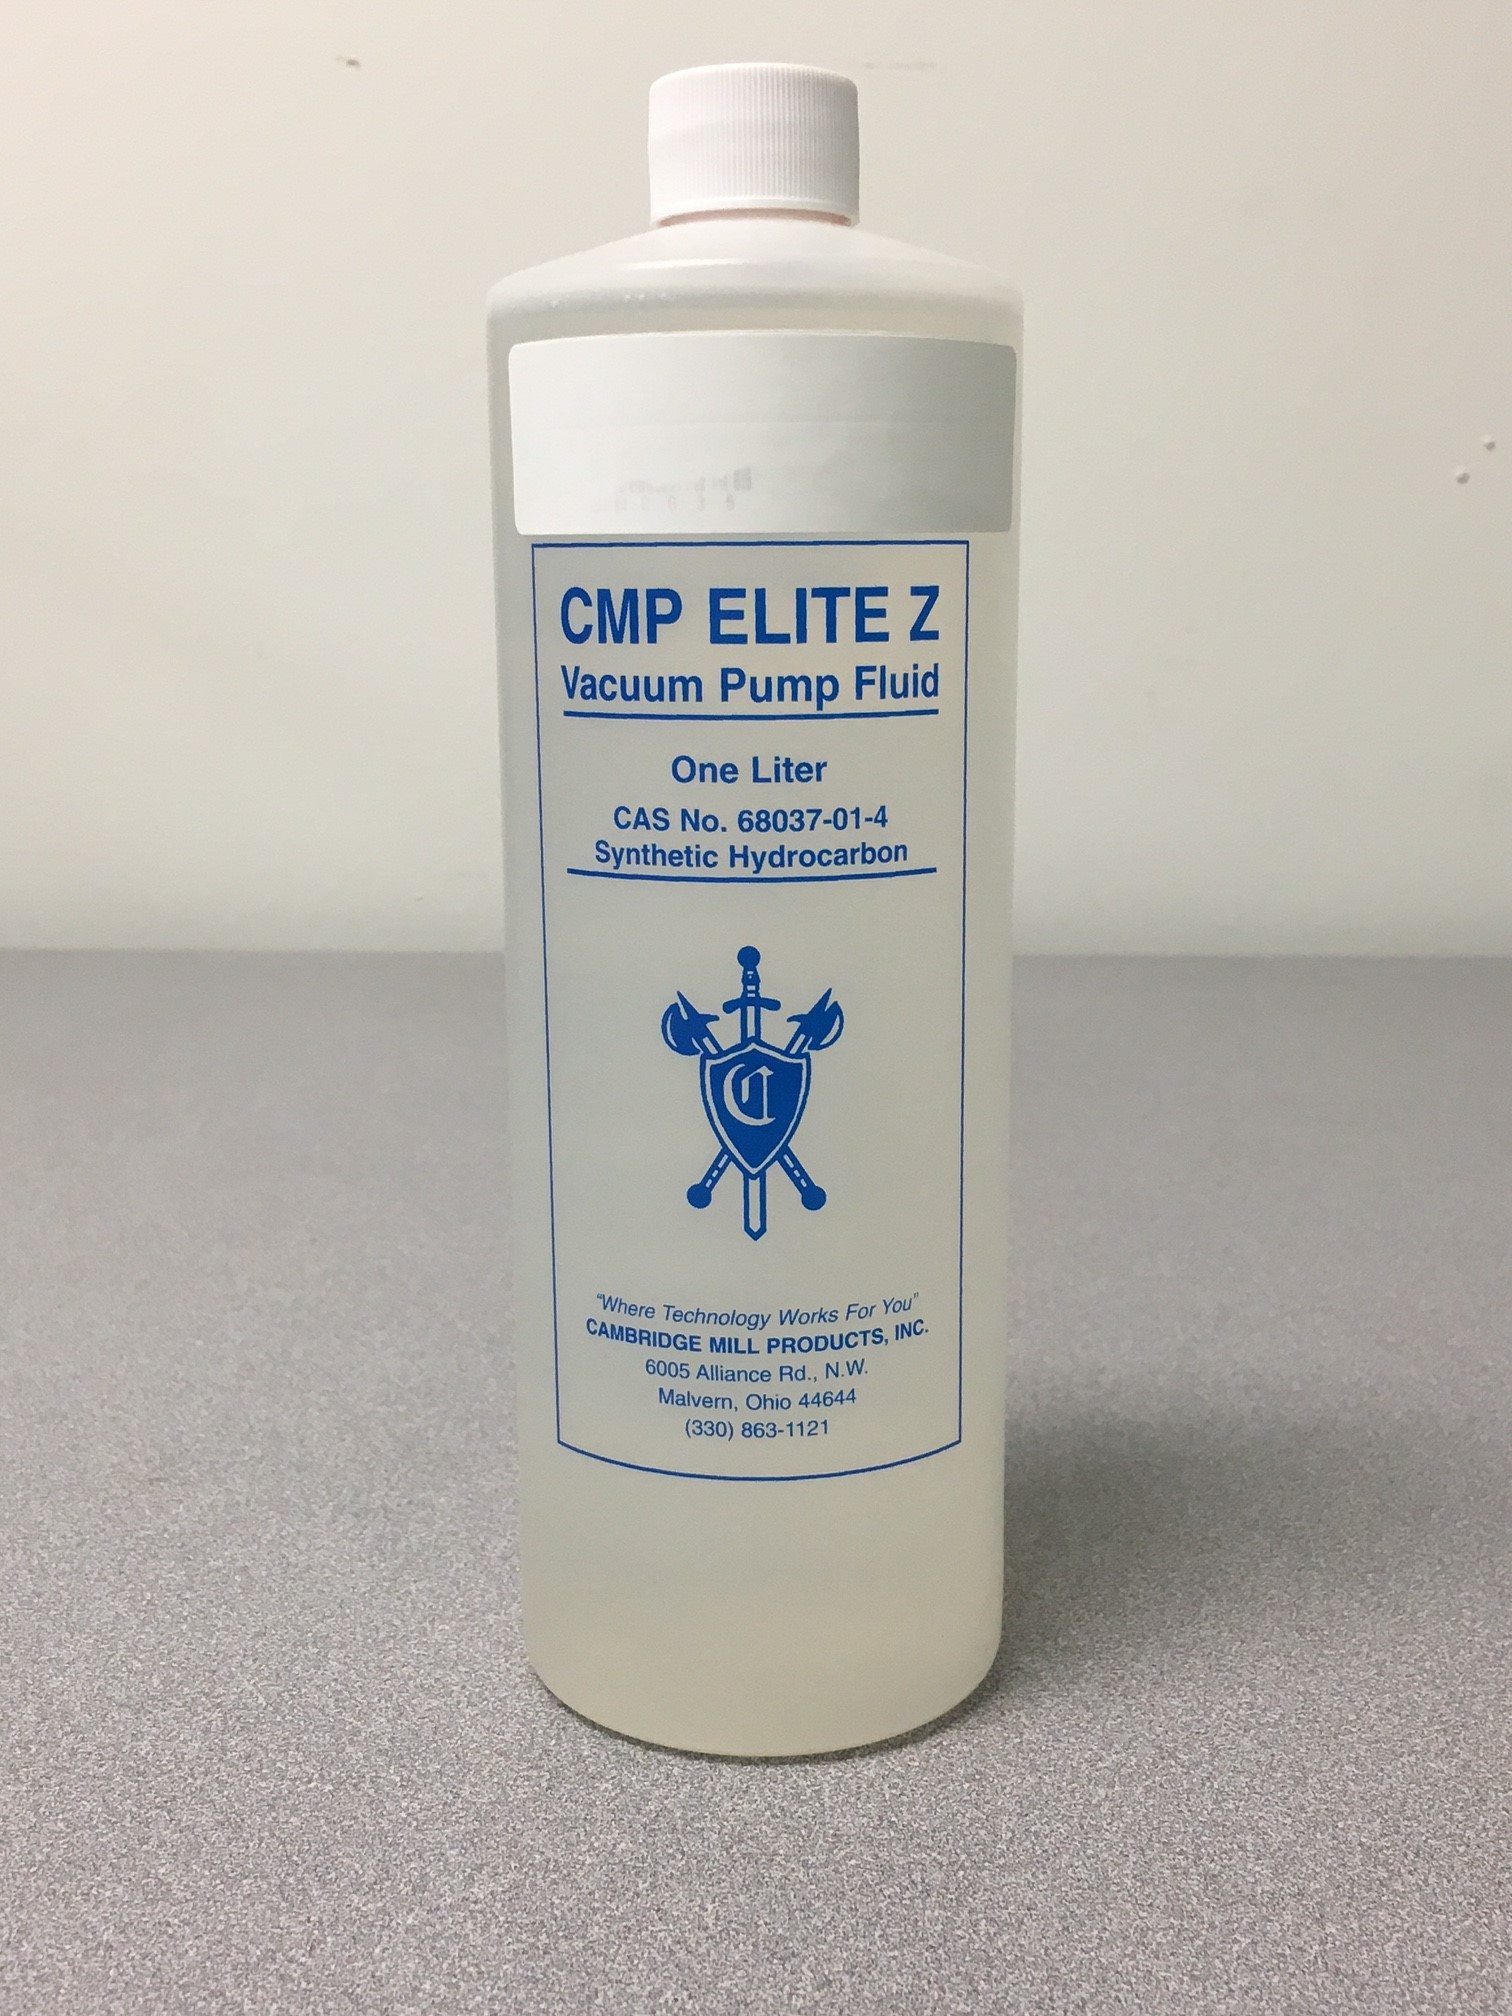 CMP ELITE Z
Vacuum Pump Fluid
One Liter
CAS No. 68037-01-4
Synthetic Hydrocarbon
C
"Where Technology Works For You"
CAMBRIDGE MILL PRODUCTS, INC.
6005 Alliance Rd., N.W.
Malvern, Ohio 44644
(330) 863-1121